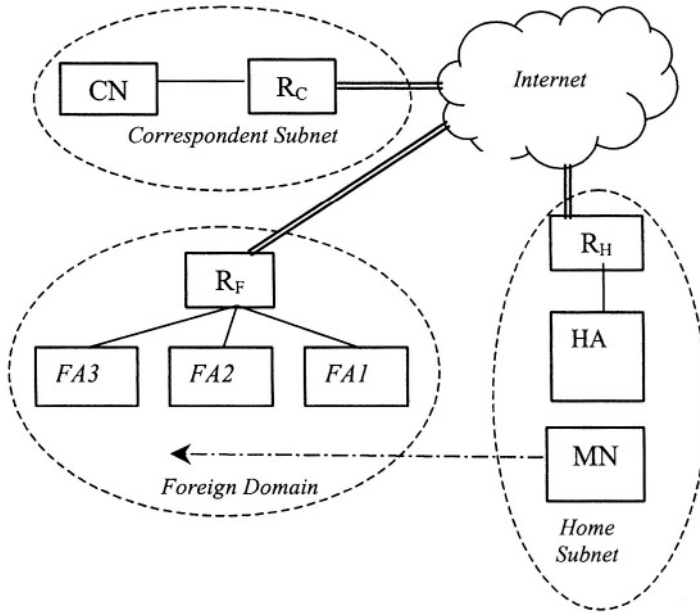 CN
R_C
Internet
Correspondent Subnet
R_H
R_F
HA
FA3
FA2
FA1
MN
Foreign Domain
Home
Subnet